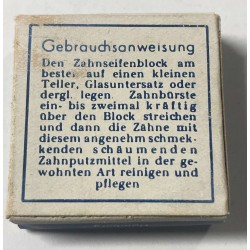 Gebrauchsanweisung
Den Zahnseifenblock am
beste, auf einen kleinen
Teller, Glasuntersatz oder
dergl. legen. Zahnbürste
ein- bis zweimal kräftig
über den Block streichen
und dann die Zähne mit
diesem angenehm schmek-
kenden schäumenden
Zahnputzmittel in der ge-
wohnten Art reinigen und
pflegen